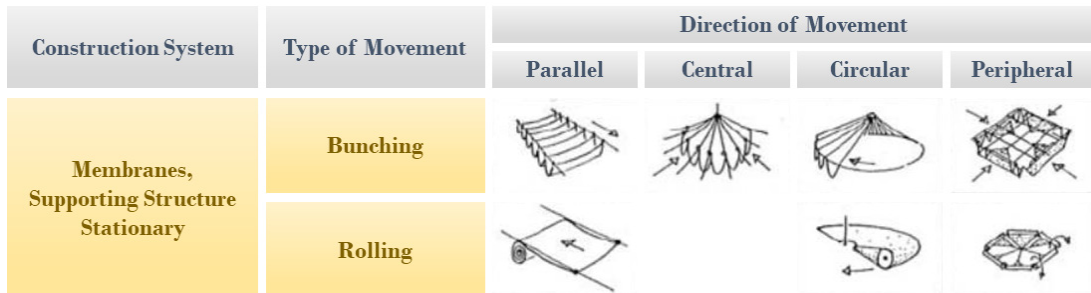 Construction System
Type of Movement
Direction of Movement
Parallel
Central
Circular
Peripheral
Membranes,
Supporting Structure
Stationary
Bunching
Rolling